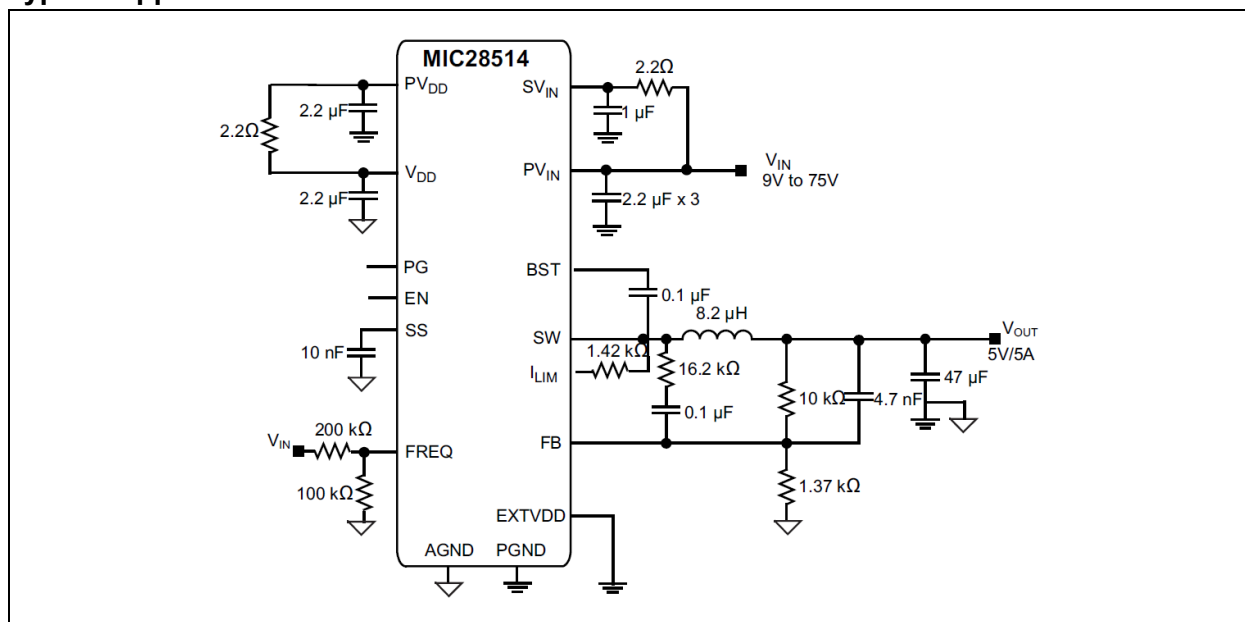 MIC28514
PVDD
2.2 µF
2.2Ω
VDD
2.2 µF
PG
EN
SS
10 nF
VIN
200 kΩ
FREQ
100 kΩ
AGND
PGND
SVIN
2.2Ω
1 µF
PVIN
VIN
9V to 75V
2.2 µF x 3
BST
0.1 µF
8.2 µH
SW
VOUT
5V/5A
1.42 kΩ
ILIM
16.2 kΩ
0.1 µF
10 kΩ
4.7 nF
47 µF
FB
1.37 kΩ
EXTVDD